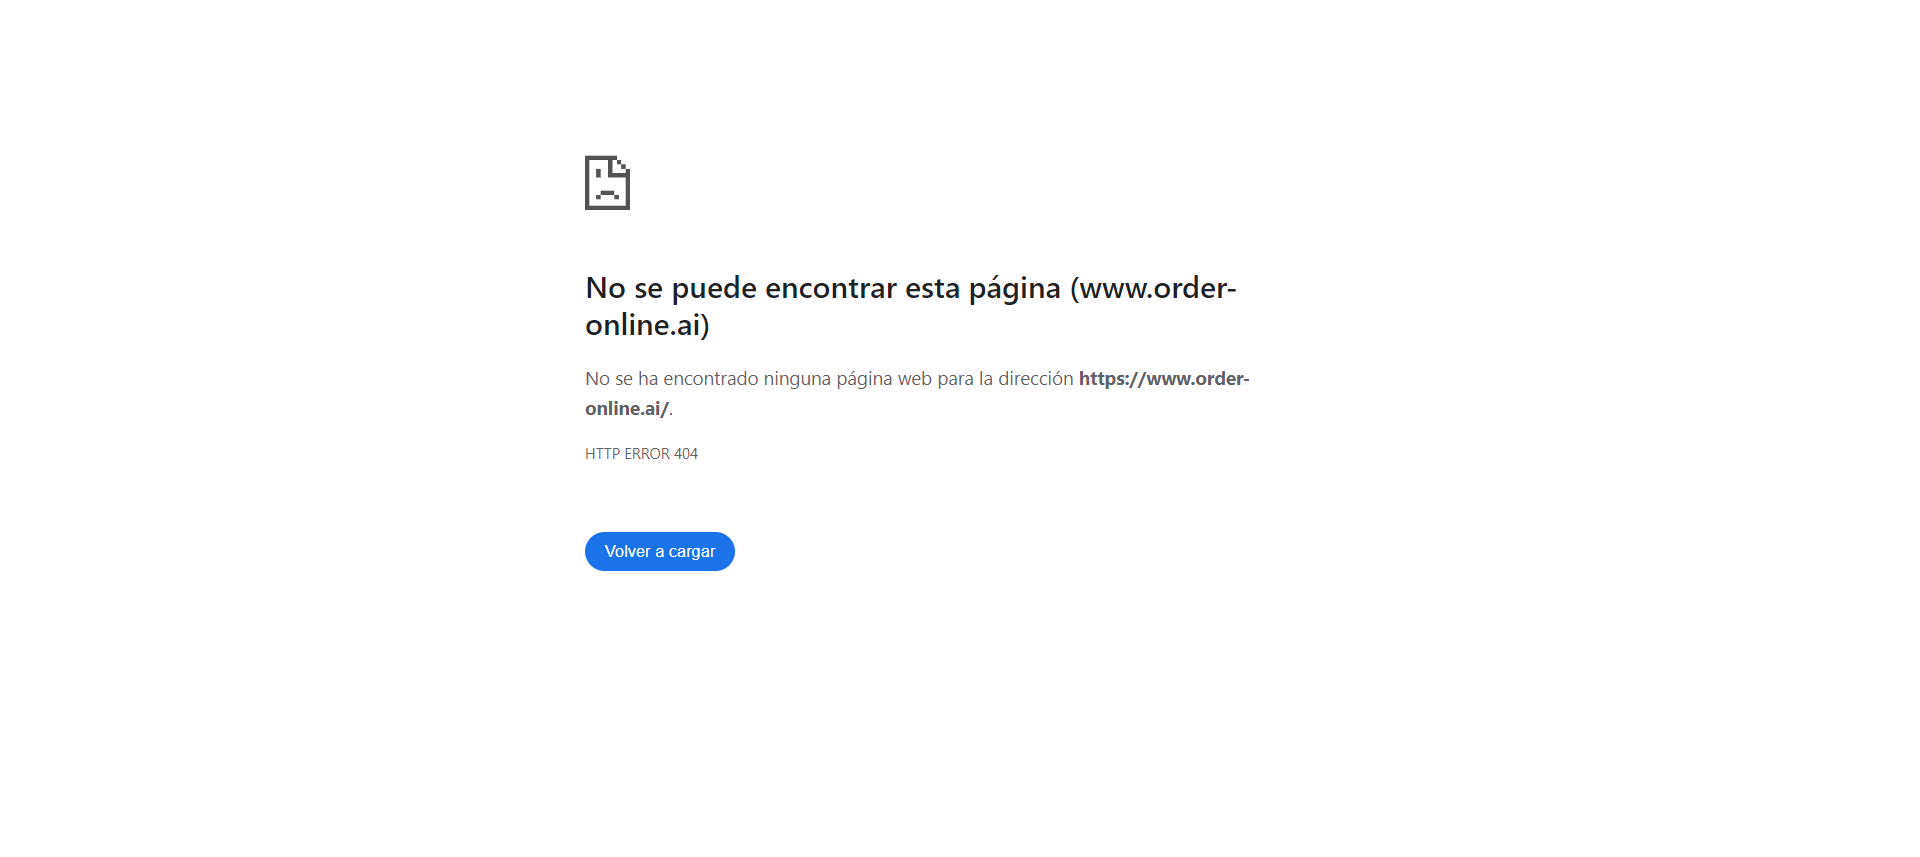 No se puede encontrar esta página (www.order-
online.ai)
No se ha encontrado ninguna página web para la dirección https://www.order-
online.ai/.
HTTP ERROR 404
Volver a cargar